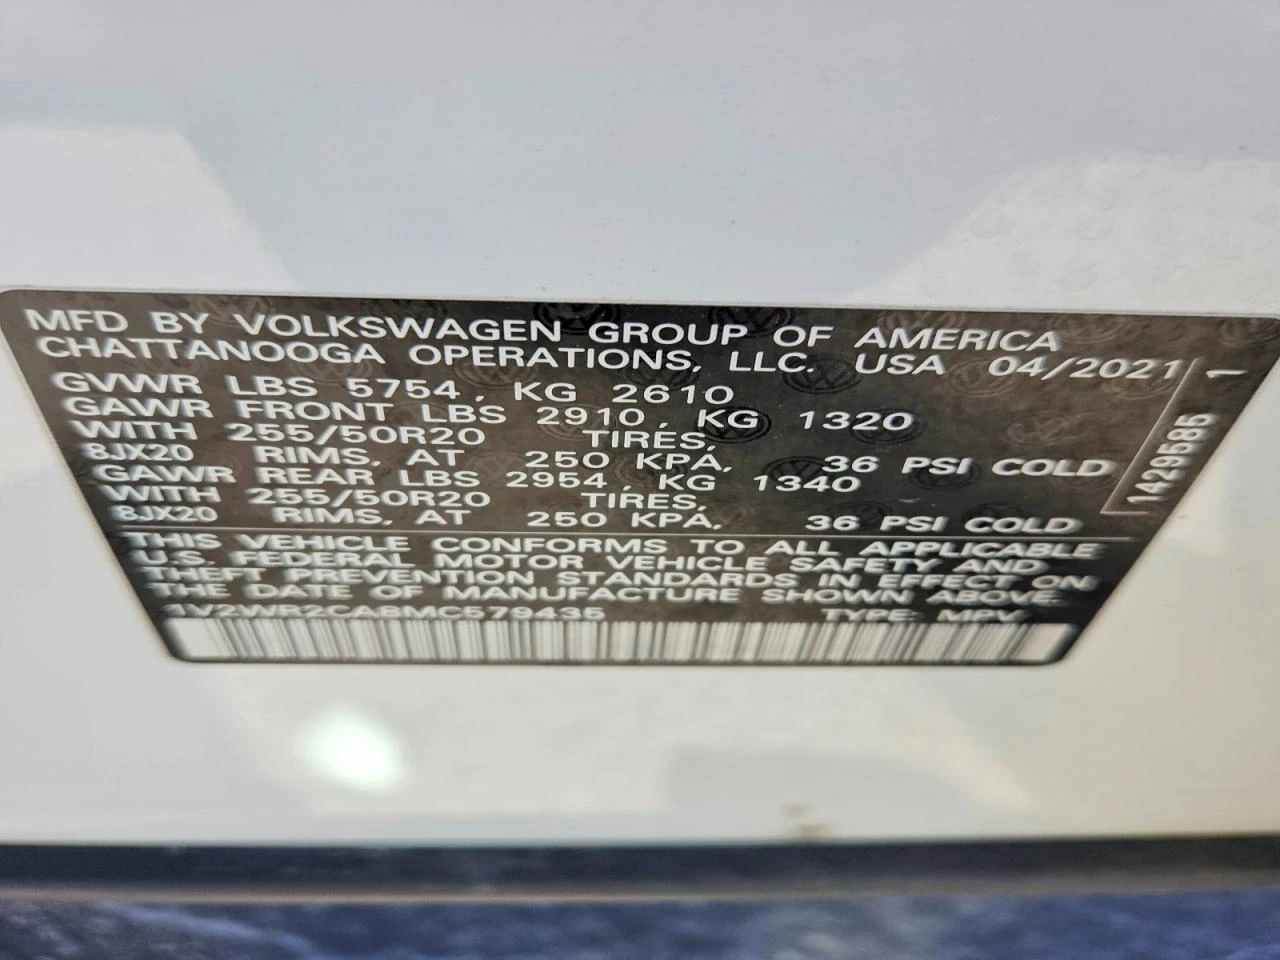 MFD BY VOLKSWAGEN GROUP OF AMERICA
CHATTANOOGA OPERATIONS, LLC. USA 04/2021
GVWR LBS 5754, KG 2610
GAWR FRONT LBS 2910, KG 1320
WITH 255/50R20 TIRES,
8JX20 RIMS, AT 250 KPA, 36 PSI COLD
GAWR REAR LBS 2954, KG 1340
WITH 255/50R20 TIRES,
8JX20 RIMS, AT 250 KPA, 36 PSI COLD
THIS VEHICLE CONFORMS TO ALL APPLICABLE
U.S. FEDERAL MOTOR VEHICLE SAFETY AND
THEFT PREVENTION STANDARDS IN EFFECT ON
THE DATE OF MANUFACTURE SHOWN ABOVE.
1V2WR2CA8MC579435 TYPE: MPV
1429585 1